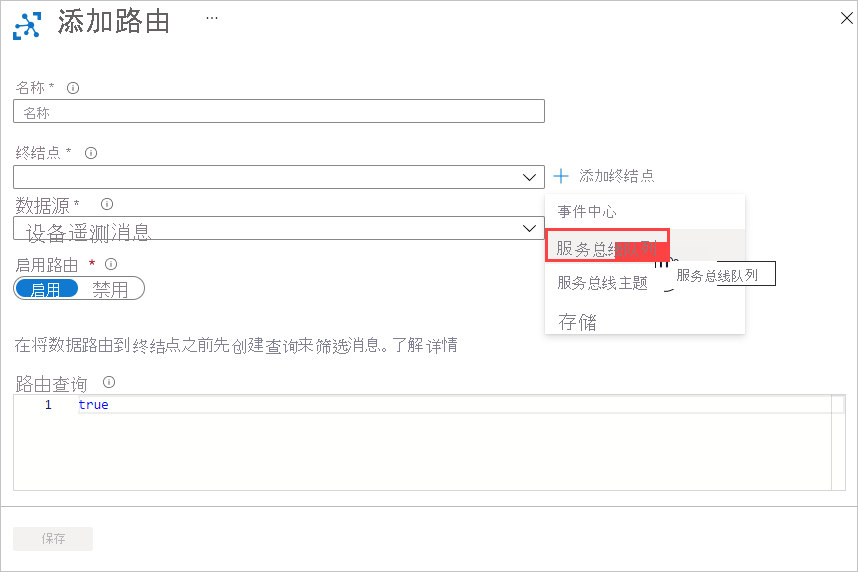 添加路由 ...
名称 *
名称
终结点 *
添加终结点
事件中心
数据源 *
设备遥测消息
服务总线队列
服务总线队列
启用路由 *
服务总线主题
启用 禁用
存储
在将数据路由到终结点之前先创建查询来筛选消息。了解详情
路由查询
1 true
保存